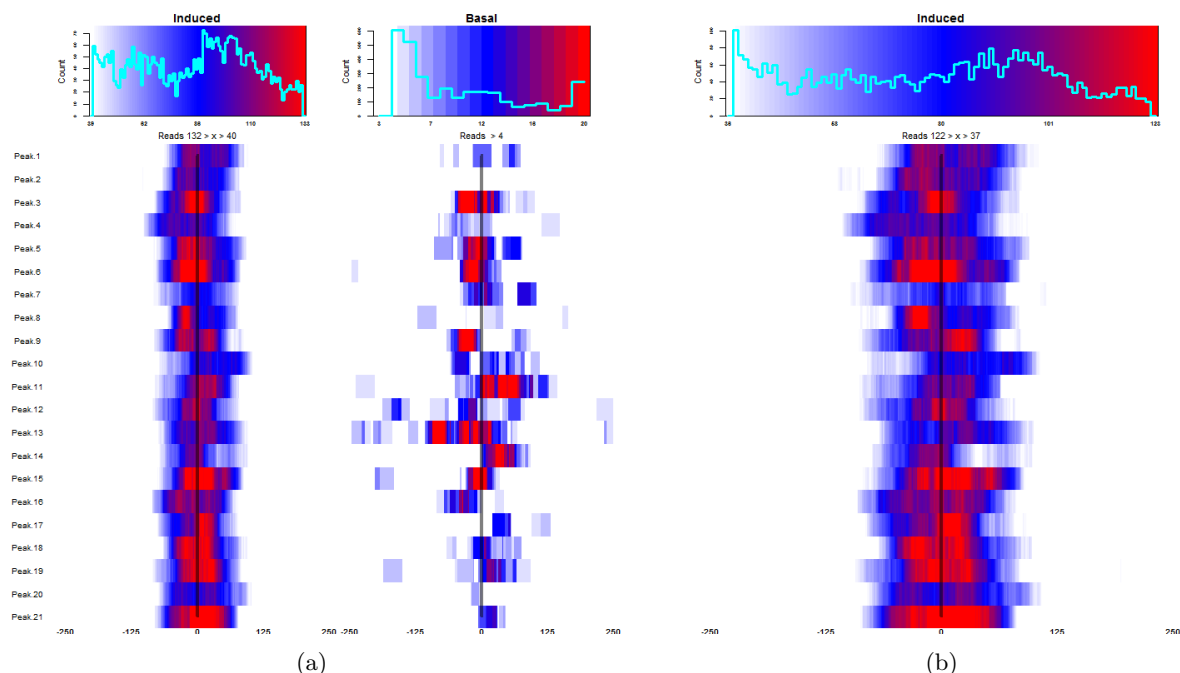 Induced
Basal
Induced
Count
Count
Count
39 62 85 110 133
3 7 12 16 20
38 58 80 101 123
Reads 132 > x > 40
Reads > 4
Reads 122 > x > 37
Peak.1
Peak.2
Peak.3
Peak.4
Peak.5
Peak.6
Peak.7
Peak.8
Peak.9
Peak.10
Peak.11
Peak.12
Peak.13
Peak.14
Peak.15
Peak.16
Peak.17
Peak.18
Peak.19
Peak.20
Peak.21
-250 -125 0 125 250
-250 -125 0 125 250
-250 -125 0 125 250
(a)
(b)